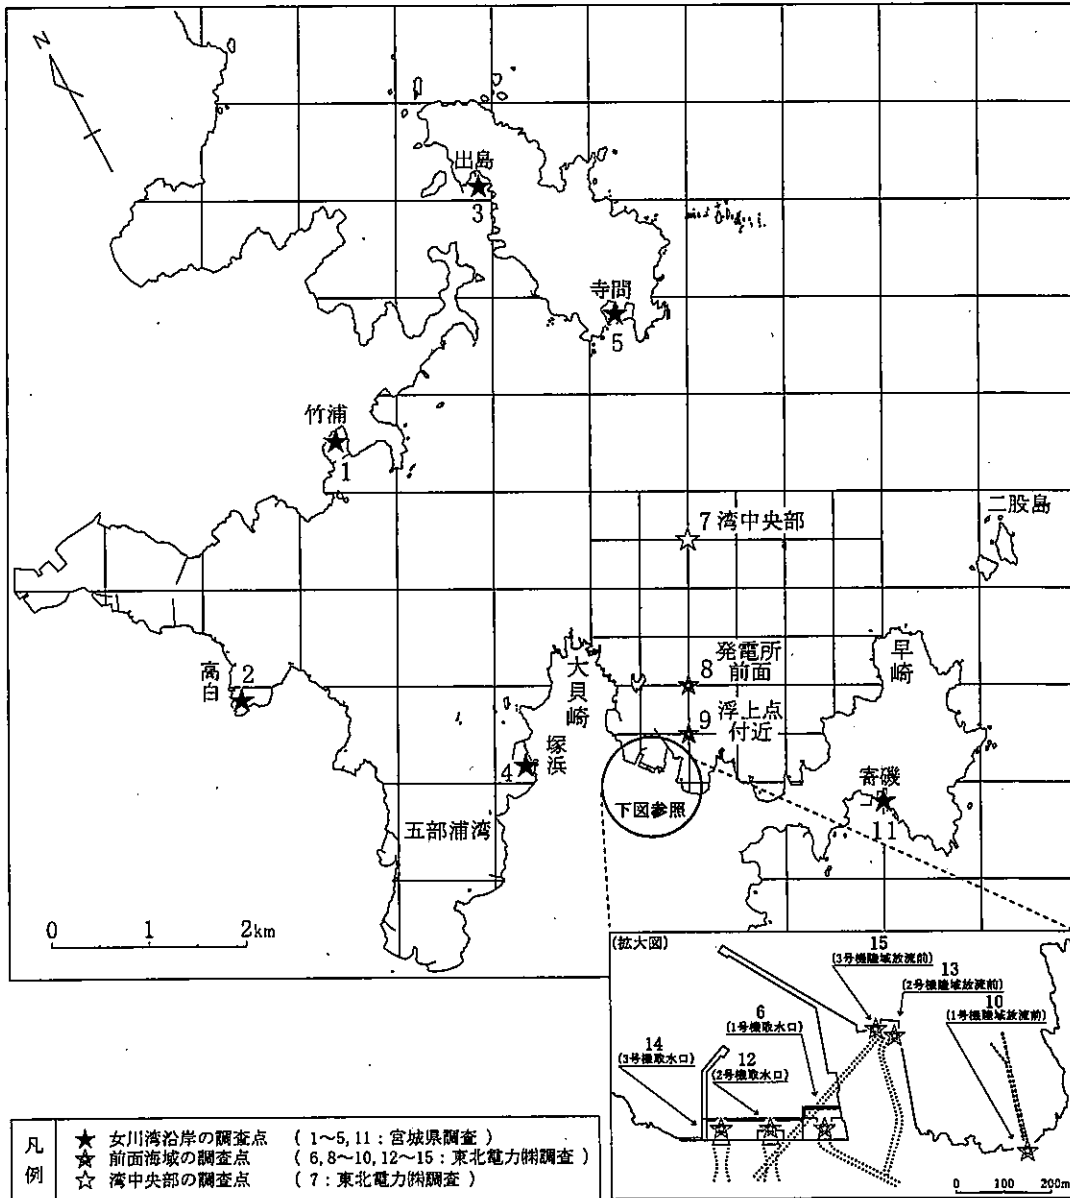 N
出島
3
寺間
5
竹浦
1
7 湾中央部
二股島
高白
2
大貝崎
8
発電所
前面
早崎
9
浮上点
付近
塚浜
4
寄磯
11
下図参照
五部浦湾
0 1 2km
(拡大図)
15
(3号機陸域放流前)
13
(2号機陸域放流前)
10
(1号機陸域放流前)
6
(1号機取水口)
14
(3号機取水口)
12
(2号機取水口)
0 100 200m
凡例
★ 女川湾沿岸の調査点 ( 1~5, 11 : 宮城県調査 )
前面海域の調査点 ( 6, 8~10, 12~15 : 東北電力㈱調査 )
☆ 湾中央部の調査点 ( 7 : 東北電力㈱調査 )